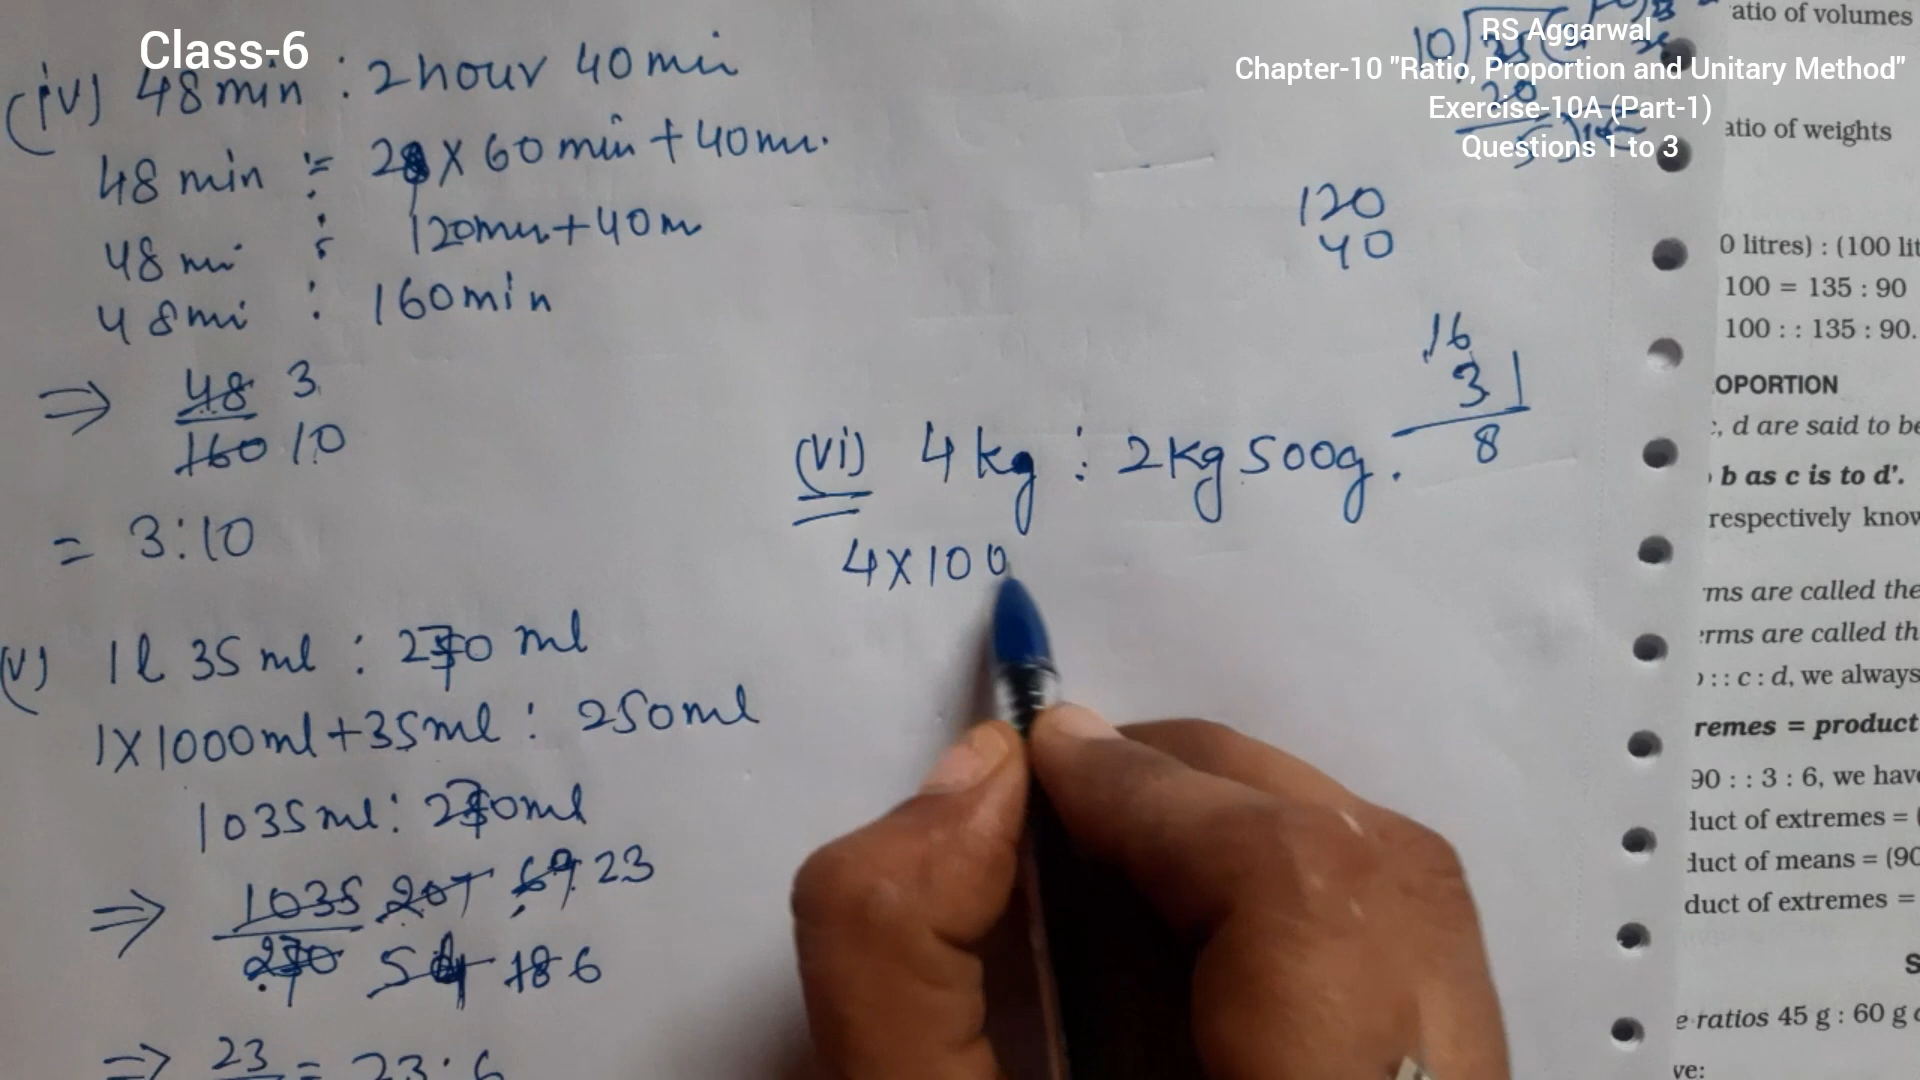 Class-6
RS Aggarwal
Chapter-10 "Ratio, Proportion and Unitary Method"
Exercise-10A (Part-1)
Questions 1 to 3
(iv) 48 min : 2 hour 40 min
48 min : 2 X 60 min + 40 min.
48 mi : 120 min + 40 m
48 mi : 160 min
⇒ 48 3
160 10
= 3:10
(v) 1 l 35 ml : 270 ml
1X1000 ml + 35 ml : 250 ml
1035 ml : 270 ml
⇒ 1035 207 69 23
270 54 18 6
⇒ 23 = 23:6
120
40
16
3 1
8
(vi) 4 kg : 2 kg 500 g.
4 X 100
atio of volumes
atio of weights
0 litres) : (100 lit
100 = 135 : 90
100 : : 135 : 90.
OPORTION
, d are said to be
b as c is to d'.
respectively know
ms are called the
rms are called th
: : c : d, we always
remes = product
90 : : 3 : 6, we have
duct of extremes =
duct of means = (90
duct of extremes =
S
e ratios 45 g : 60 g
ve: